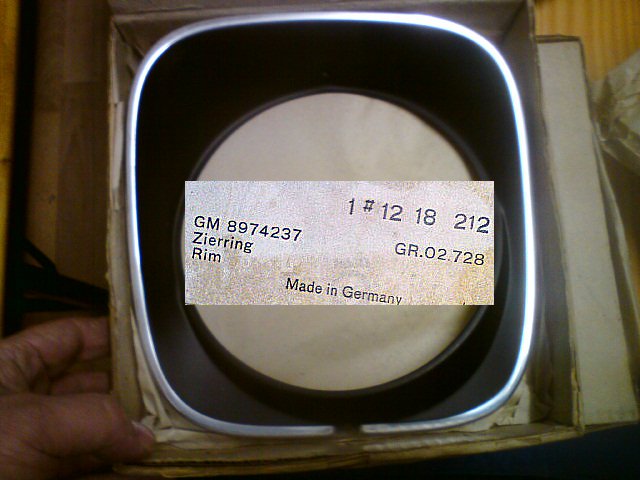 1 # 12 18 212
GM 8974237
Zierring
GR.02.728
Rim
Made in Germany